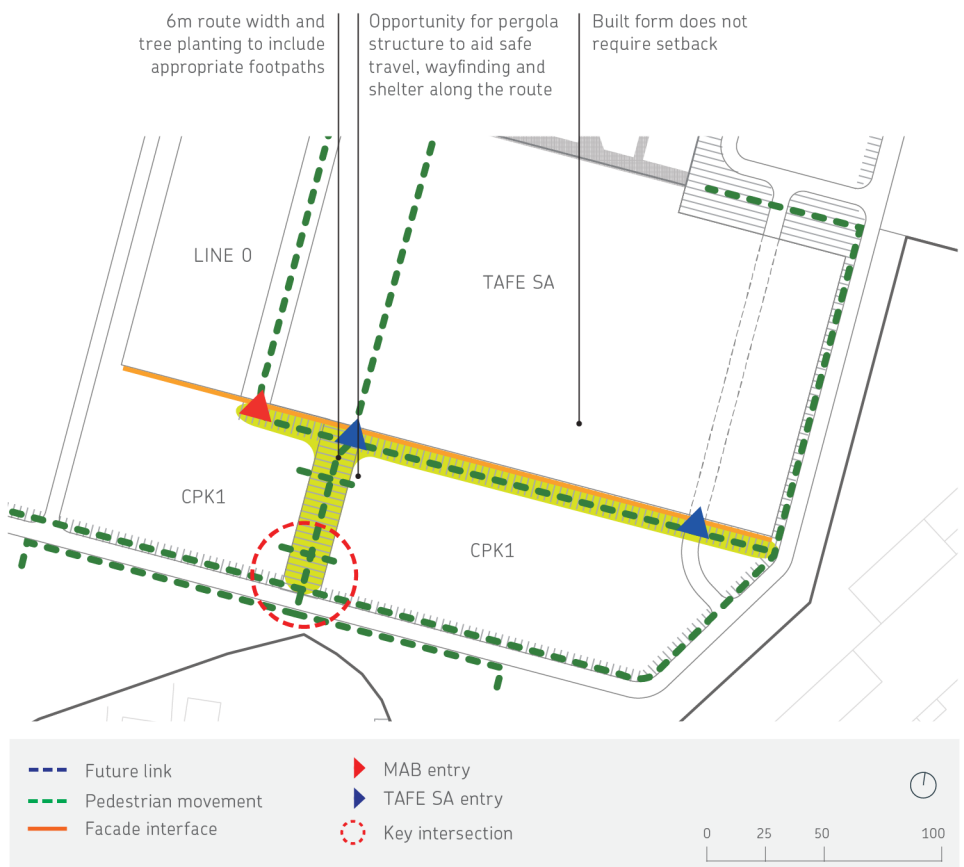 6m route width and
tree planting to include
appropriate footpaths
Opportunity for pergola
structure to aid safe
travel, wayfinding and
shelter along the route
Built form does not
require setback
LINE O
TAFE SA
CPK1
CPK1
Future link
Pedestrian movement
Facade interface
MAB entry
TAFE SA entry
Key intersection
0 25 50 100